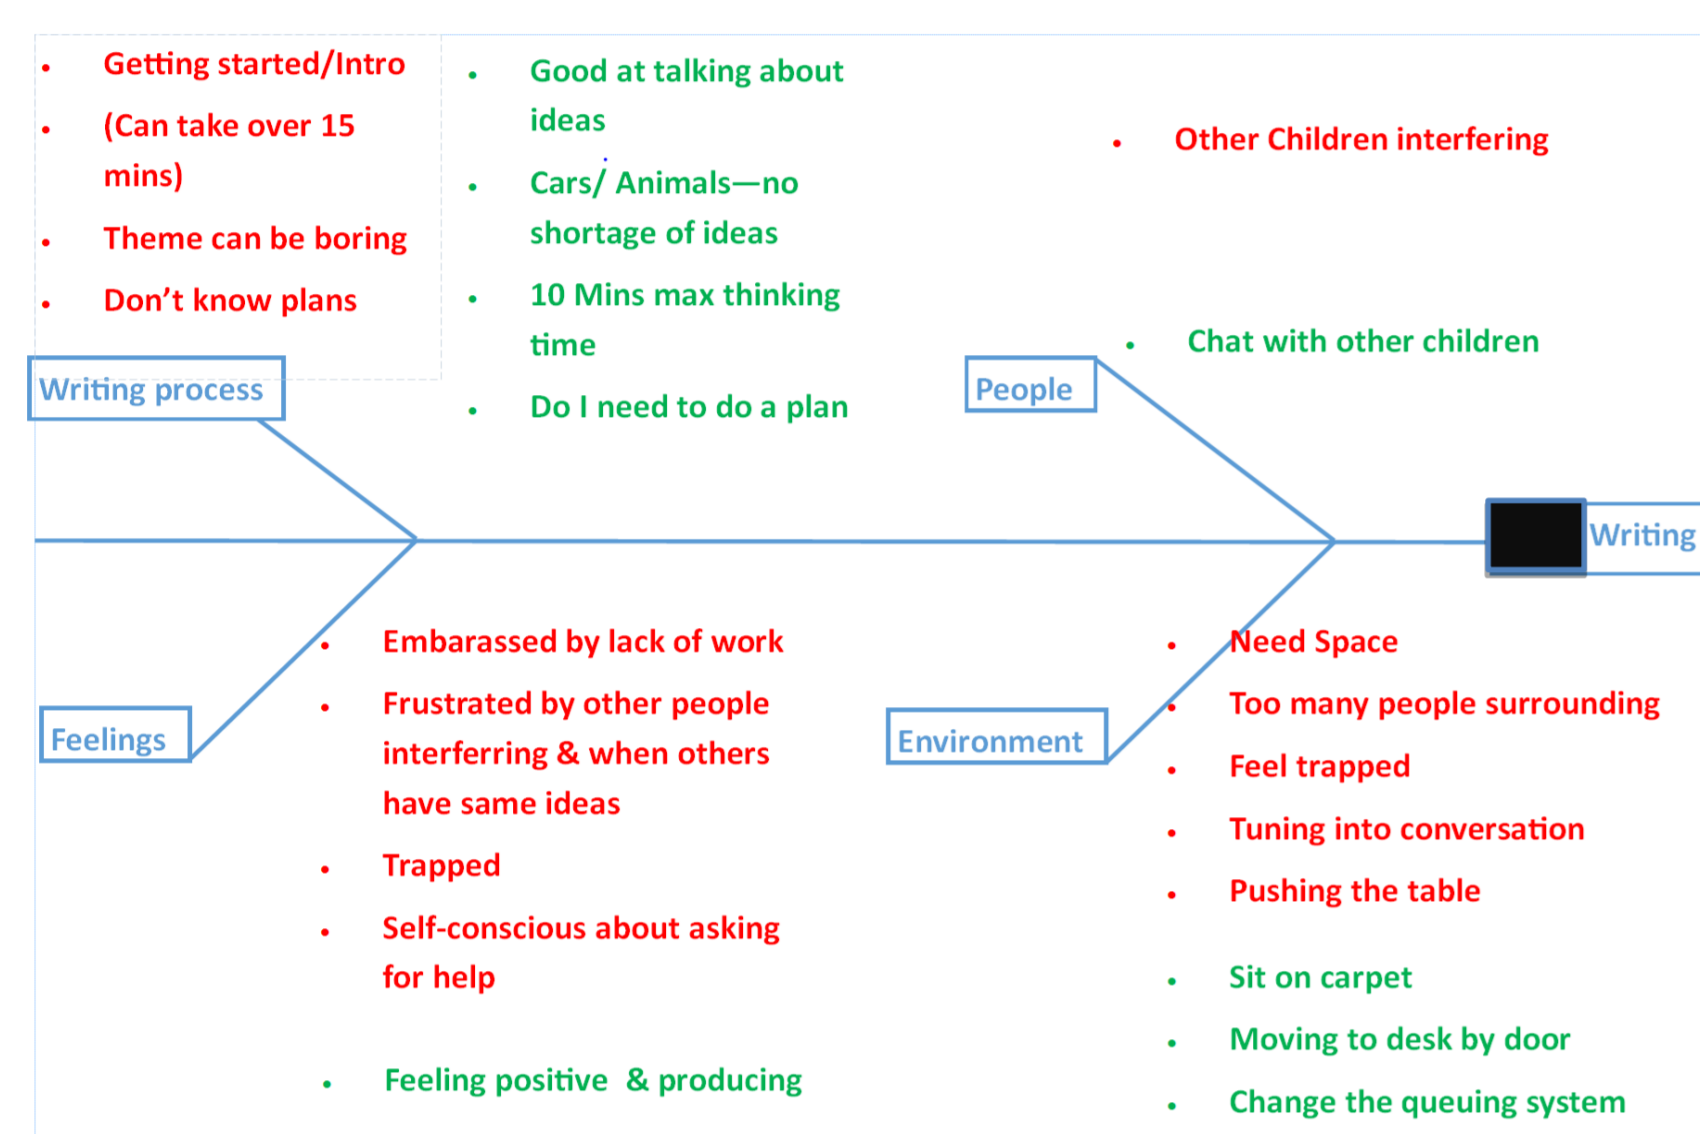 • Getting started/Intro
• (Can take over 15
mins)
• Theme can be boring
• Don’t know plans
Writing process
• Good at talking about
ideas
• Cars/ Animals—no
shortage of ideas
• 10 Mins max thinking
time
• Do I need to do a plan
• Other Children interfering
• Chat with other children
People
Writing
Feelings
• Embarassed by lack of work
• Frustrated by other people
interferring & when others
have same ideas
• Trapped
• Self-conscious about asking
for help
• Feeling positive & producing
Environment
• Need Space
• Too many people surrounding
• Feel trapped
• Tuning into conversation
• Pushing the table
• Sit on carpet
• Moving to desk by door
• Change the queuing system